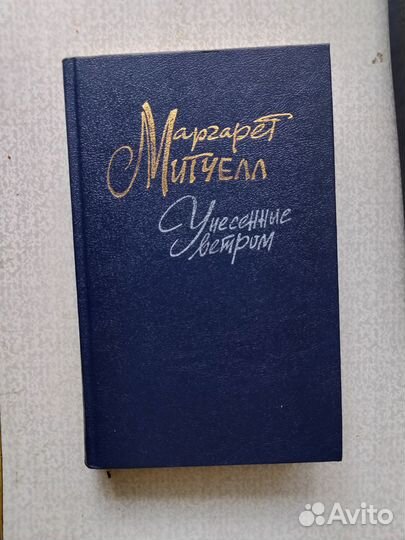 Маргарет
Митчелл
Унесенные
ветром
Avito